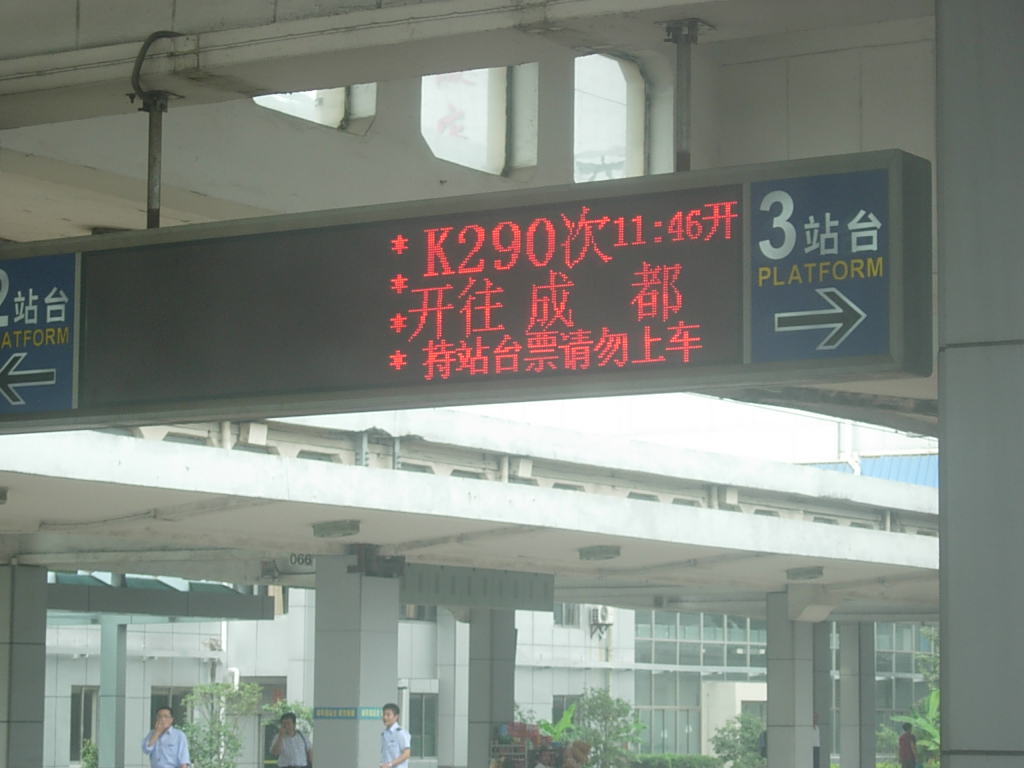 2站台
PLATFORM
* K290次11:46开
* 
* 开往 成 都
* 持站台票请勿上车
3站台
PLATFORM
066